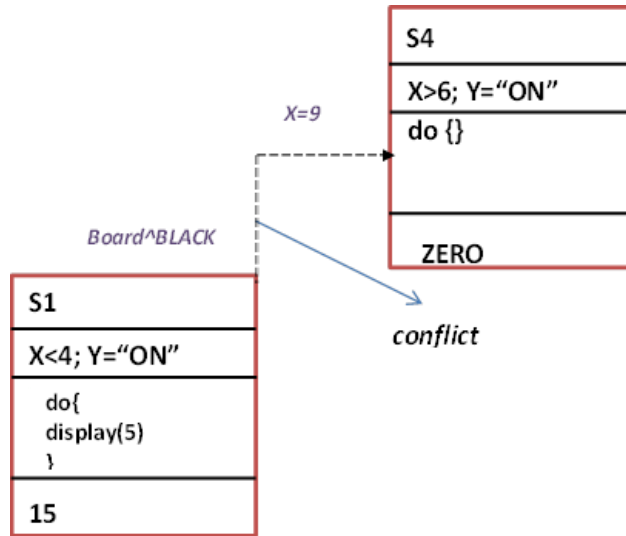 S4
X>6; Y=“ON”
do {}
ZERO
X=9
Board^BLACK
conflict
S1
X<4; Y=“ON”
do{
display(5)
}
15